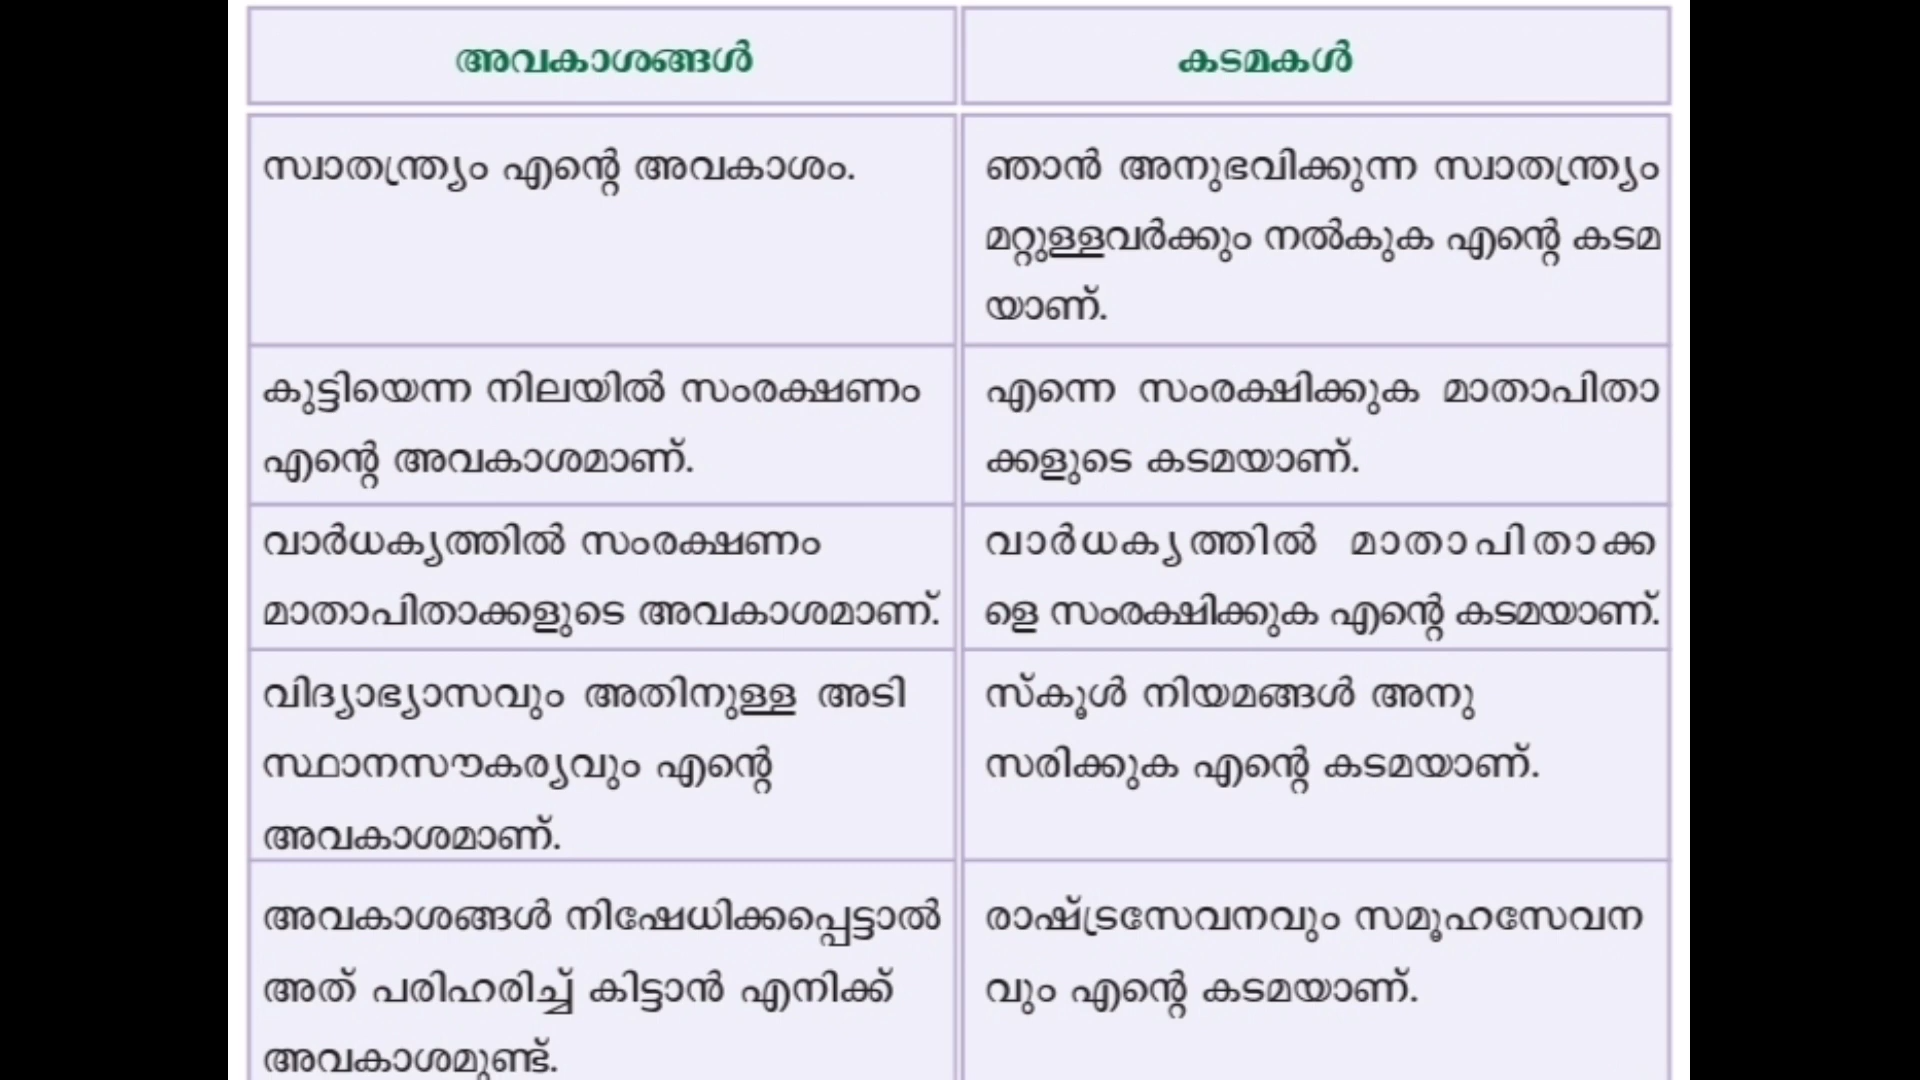 അവകാശങ്ങൾ
കടമകൾ
സ്വാതന്ത്ര്യം എന്റെ അവകാശം.
ഞാൻ അനുഭവിക്കുന്ന സ്വാതന്ത്ര്യം
മറ്റുള്ളവർക്കും നൽകുക എന്റെ കടമ
യാണ്.
കുട്ടിയെന്ന നിലയിൽ സംരക്ഷണം
എന്റെ അവകാശമാണ്.
എന്നെ സംരക്ഷിക്കുക മാതാപിതാ
ക്കളുടെ കടമയാണ്.
വാർധക്യത്തിൽ സംരക്ഷണം
മാതാപിതാക്കളുടെ അവകാശമാണ്.
വാർധക്യത്തിൽ മാതാപിതാക്ക
ളെ സംരക്ഷിക്കുക എന്റെ കടമയാണ്.
വിദ്യാഭ്യാസവും അതിനുള്ള അടി
സ്ഥാനസൗകര്യവും എന്റെ
അവകാശമാണ്.
സ്കൂൾ നിയമങ്ങൾ അനു
സരിക്കുക എന്റെ കടമയാണ്.
അവകാശങ്ങൾ നിഷേധിക്കപ്പെട്ടാൽ
അത് പരിഹരിച്ച് കിട്ടാൻ എനിക്ക്
അവകാശമുണ്ട്.
രാഷ്ട്രസേവനവും സമൂഹസേവന
വും എന്റെ കടമയാണ്.